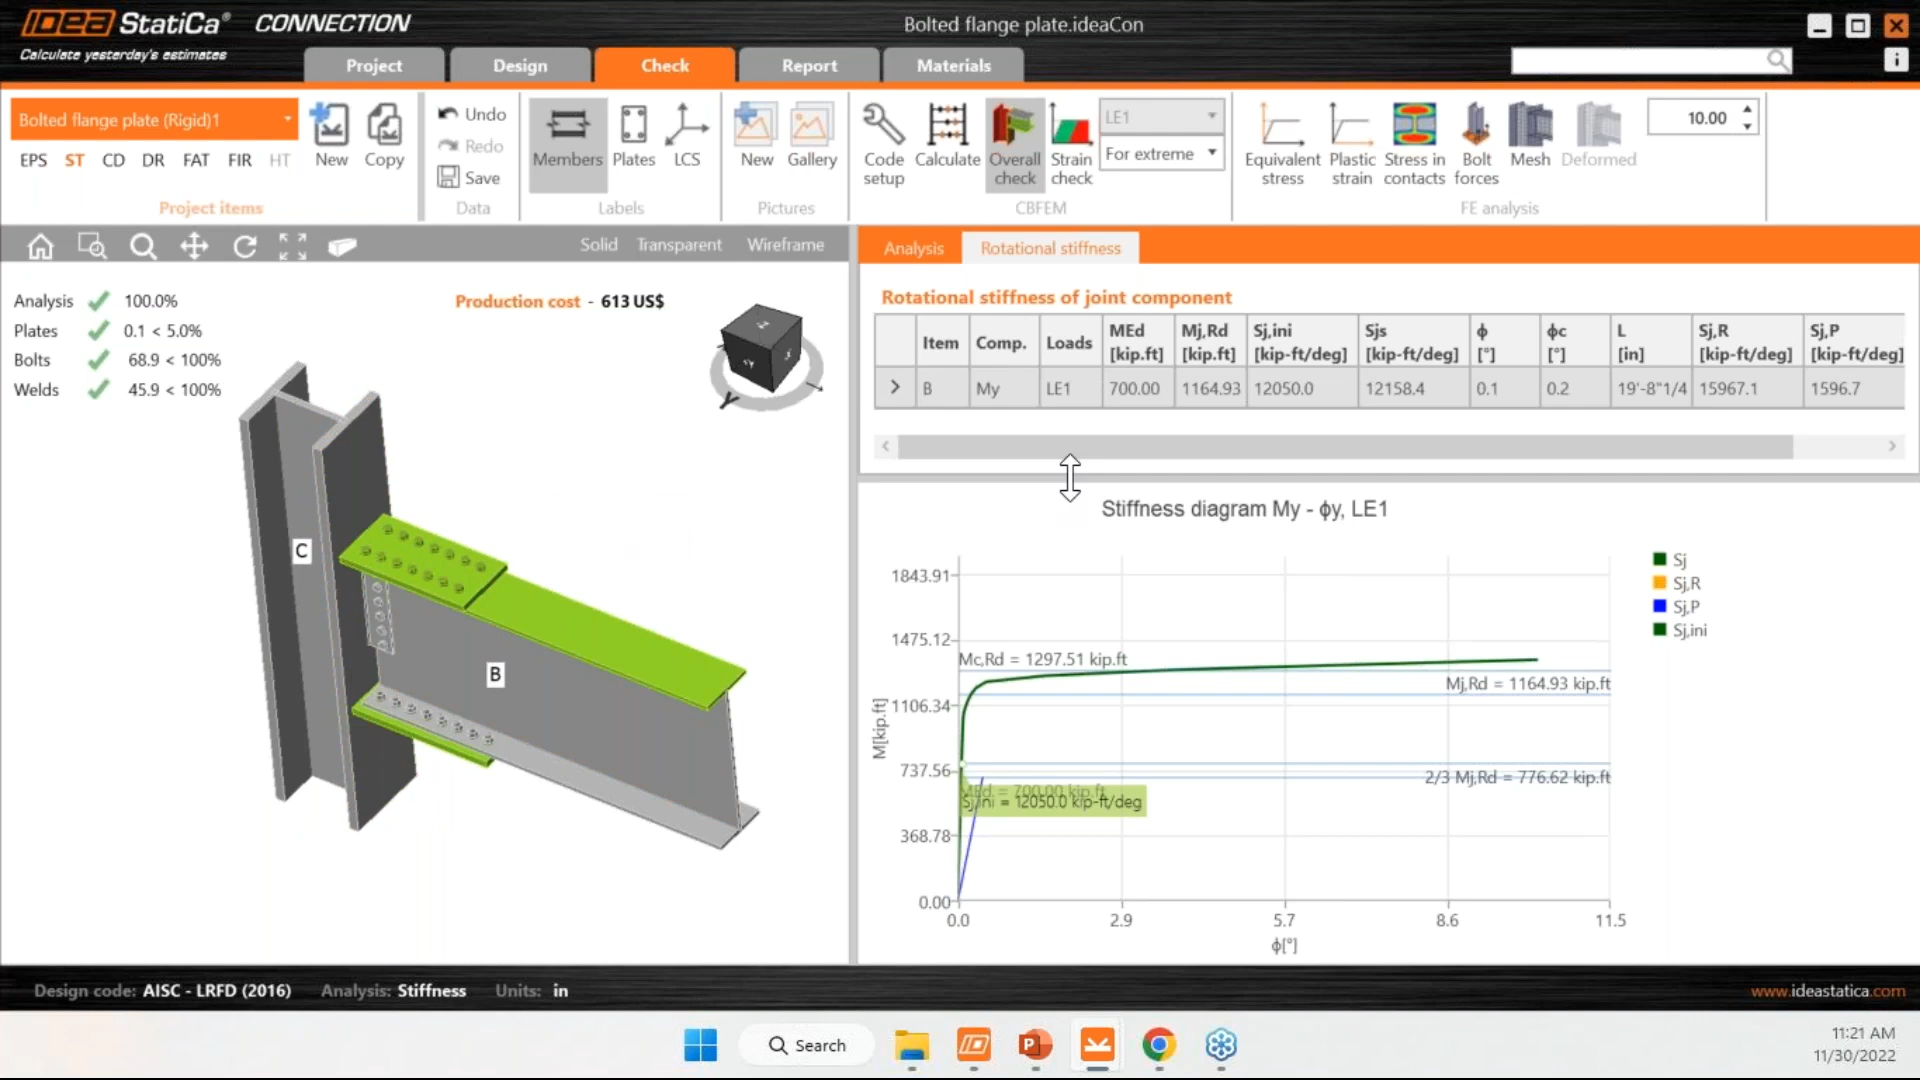 IDEA StatiCa® CONNECTION
Calculate yesterday's estimates
Bolted flange plate.ideaCon
Project
Design
Check
Report
Materials
i
Bolted flange plate (Rigid)1
EPS ST CD DR FAT FIR HT
Project items
New
Copy
Undo
Redo
Save
Data
Members
Plates
LCS
Labels
New
Gallery
Pictures
Code setup
Calculate
Overall check
Strain check
LE1
For extreme
CBFEM
Equivalent stress
Plastic strain
Stress in contacts
Bolt forces
Mesh
Deformed
10.00
FE analysis
Solid Transparent Wireframe
Analysis 100.0%
Plates 0.1 < 5.0%
Bolts 68.9 < 100%
Welds 45.9 < 100%
Production cost - 613 US$
C
B
Analysis
Rotational stiffness
Rotational stiffness of joint component
Item Comp. Loads MEd [kip.ft] Mj,Rd [kip.ft] Sj,ini [kip-ft/deg] Sjs [kip-ft/deg] ϕ [°] ϕc [°] L [in] Sj,R [kip-ft/deg] Sj,P [kip-ft/deg]
> B My LE1 700.00 1164.93 12050.0 12158.4 0.1 0.2 19'-8"1/4 15967.1 1596.7
Stiffness diagram My - ϕy, LE1
Sj
Sj,R
Sj,P
Sj,ini
M[kip.ft]
1843.91
1475.12
1106.34
737.56
368.78
0.00
Mc,Rd = 1297.51 kip.ft
Mj,Rd = 1164.93 kip.ft
2/3 Mj,Rd = 776.62 kip.ft
MEd = 700.00 kip.ft
Sj,ini = 12050.0 kip-ft/deg
0.0 2.9 5.7 8.6 11.5
ϕ[°]
Design code: AISC - LRFD (2016) Analysis: Stiffness Units: in
www.ideastatica.com
Search
11:21 AM
11/30/2022